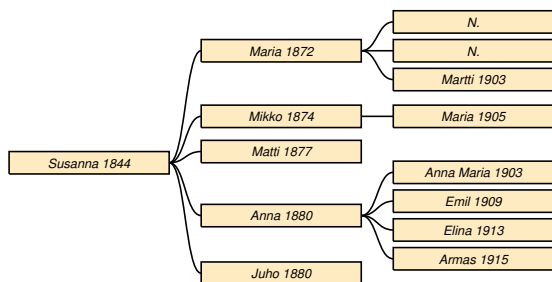 Susanna 1844
Maria 1872
N.
N.
Martti 1903
Mikko 1874
Maria 1905
Matti 1877
Anna 1880
Anna Maria 1903
Emil 1909
Elina 1913
Armas 1915
Juho 1880